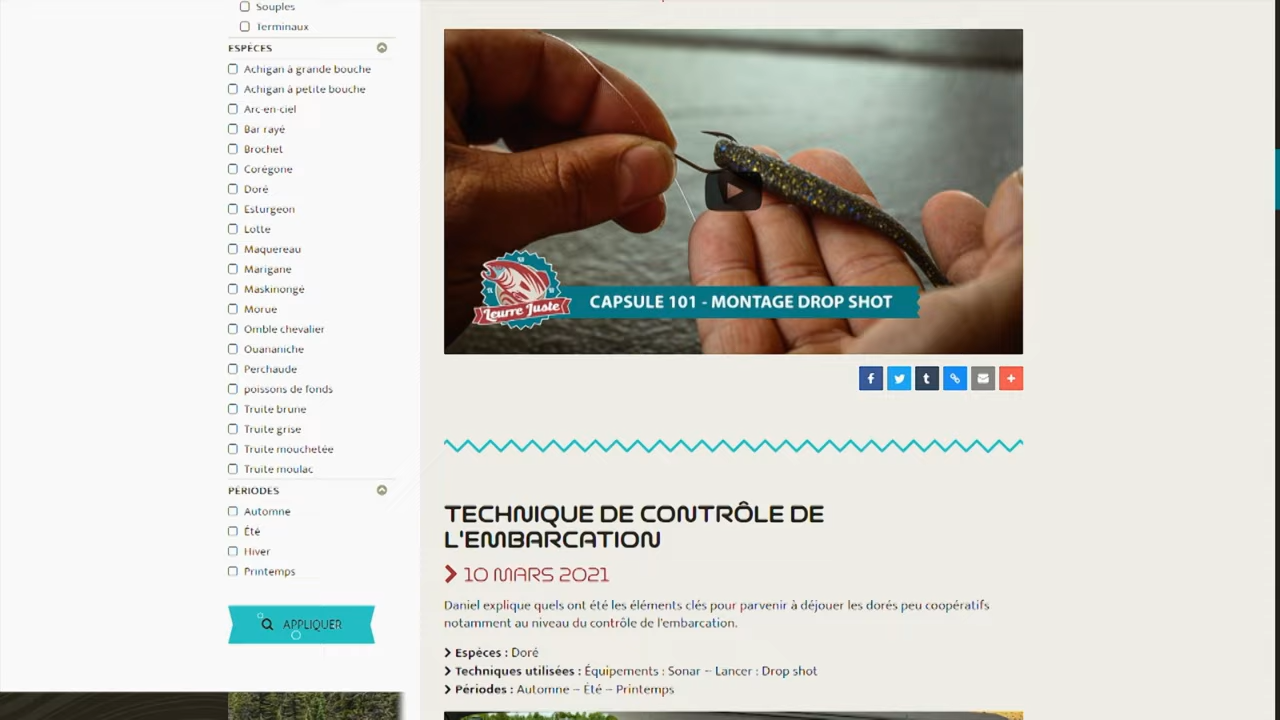 Souples
Terminaux
ESPÈCES
Achigan à grande bouche
Achigan à petite bouche
Arc-en-ciel
Bar rayé
Brochet
Corégone
Doré
Esturgeon
Lotte
Maquereau
Marigane
Maskinongé
Morue
Omble chevalier
Ouananiche
Perchaude
poissons de fonds
Truite brune
Truite grise
Truite mouchetée
Truite moulac
PÉRIODES
Automne
Été
Hiver
Printemps
APPLIQUER
Leurre Juste
CAPSULE 101 - MONTAGE DROP SHOT
TECHNIQUE DE CONTRÔLE DE
L'EMBARCATION
10 MARS 2021
Daniel explique quels ont été les éléments clés pour parvenir à déjouer les dorés peu coopératifs
notamment au niveau du contrôle de l'embarcation.
Espèces : Doré
Techniques utilisées : Équipements : Sonar – Lancer : Drop shot
Périodes : Automne – Été – Printemps